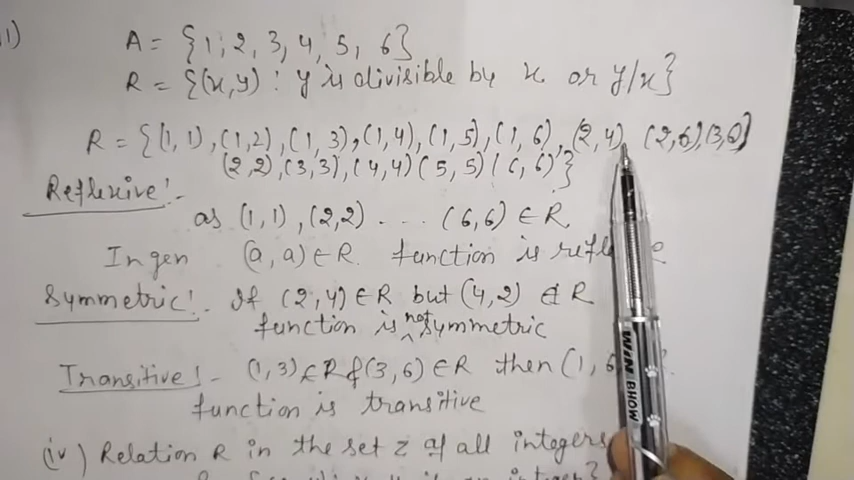 A = {1, 2, 3, 4, 5, 6}
R = {(x, y) : y is divisible by x or y/x}
R = {(1, 1), (1, 2), (1, 3), (1, 4), (1, 5), (1, 6), (2, 4), (2, 6), (3, 6)
(2, 2), (3, 3), (4, 4) (5, 5) (6, 6)}
Reflexive:-
as (1, 1), (2, 2) ... (6, 6) ∈ R
In gen (a, a) ∈ R. function is
Symmetric:- If (2, 4) ∈ R but (4, 2) ∉ R
function is not symmetric
Transitive:- (1, 3) ∈ R & (3, 6) ∈ R then (1, 6
function is transitive
(iv) Relation R in the set Z of all integers
WIN BHOW